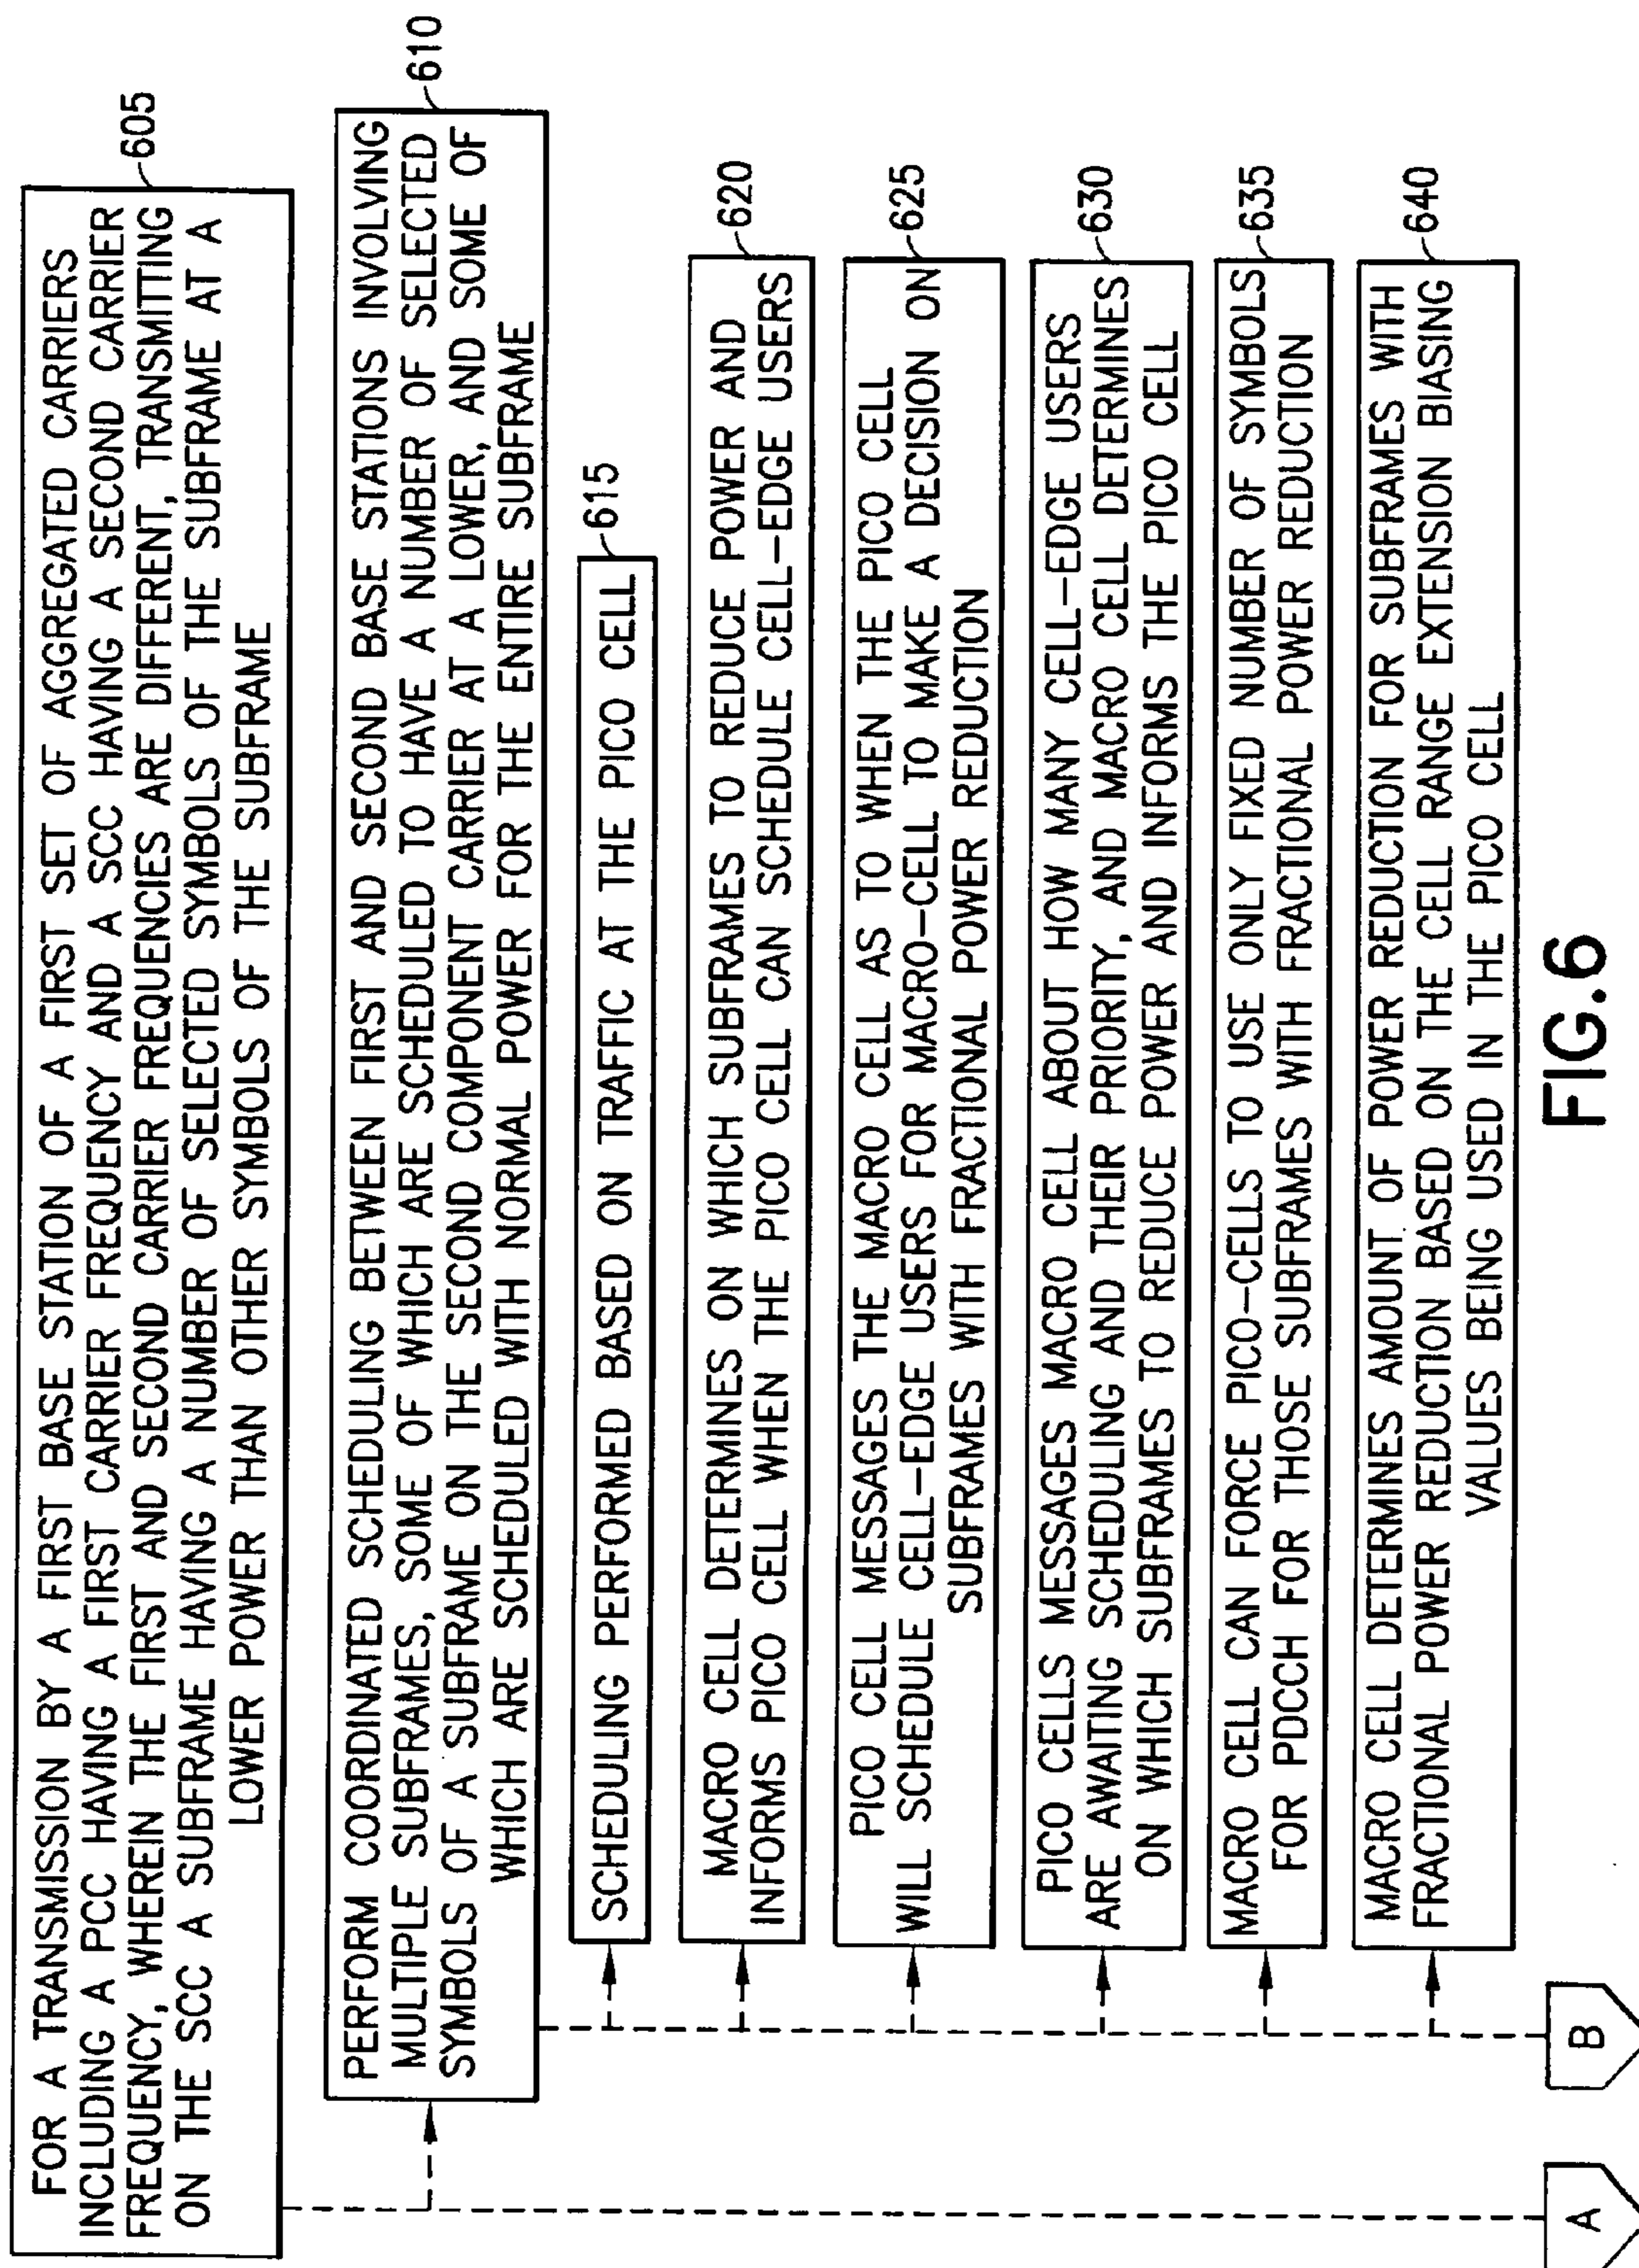 FOR A TRANSMISSION BY A FIRST BASE STATION OF A FIRST SET OF AGGREGATED CARRIERS
INCLUDING A PCC HAVING A FIRST CARRIER FREQUENCY AND A SCC HAVING A SECOND CARRIER
FREQUENCY, WHEREIN THE FIRST AND SECOND CARRIER FREQUENCIES ARE DIFFERENT, TRANSMITTING
ON THE SCC A SUBFRAME HAVING A NUMBER OF SELECTED SYMBOLS OF THE SUBFRAME AT A
LOWER POWER THAN OTHER SYMBOLS OF THE SUBFRAME
605
PERFORM COORDINATED SCHEDULING BETWEEN FIRST AND SECOND BASE STATIONS INVOLVING
MULTIPLE SUBFRAMES, SOME OF WHICH ARE SCHEDULED TO HAVE A NUMBER OF SELECTED
SYMBOLS OF A SUBFRAME ON THE SECOND COMPONENT CARRIER AT A LOWER, AND SOME OF
WHICH ARE SCHEDULED WITH NORMAL POWER FOR THE ENTIRE SUBFRAME
610
SCHEDULING PERFORMED BASED ON TRAFFIC AT THE PICO CELL
615
MACRO CELL DETERMINES ON WHICH SUBFRAMES TO REDUCE POWER AND
INFORMS PICO CELL WHEN THE PICO CELL CAN SCHEDULE CELL-EDGE USERS
620
PICO CELL MESSAGES THE MACRO CELL AS TO WHEN THE PICO CELL
WILL SCHEDULE CELL-EDGE USERS FOR MACRO-CELL TO MAKE A DECISION ON
SUBFRAMES WITH FRACTIONAL POWER REDUCTION
625
PICO CELLS MESSAGES MACRO CELL ABOUT HOW MANY CELL-EDGE USERS
ARE AWAITING SCHEDULING AND THEIR PRIORITY, AND MACRO CELL DETERMINES
ON WHICH SUBFRAMES TO REDUCE POWER AND INFORMS THE PICO CELL
630
MACRO CELL CAN FORCE PICO-CELLS TO USE ONLY FIXED NUMBER OF SYMBOLS
FOR PDCCH FOR THOSE SUBFRAMES WITH FRACTIONAL POWER REDUCTION
635
MACRO CELL DETERMINES AMOUNT OF POWER REDUCTION FOR SUBFRAMES WITH
FRACTIONAL POWER REDUCTION BASED ON THE CELL RANGE EXTENSION BIASING
VALUES BEING USED IN THE PICO CELL
640
A
B
FIG.6